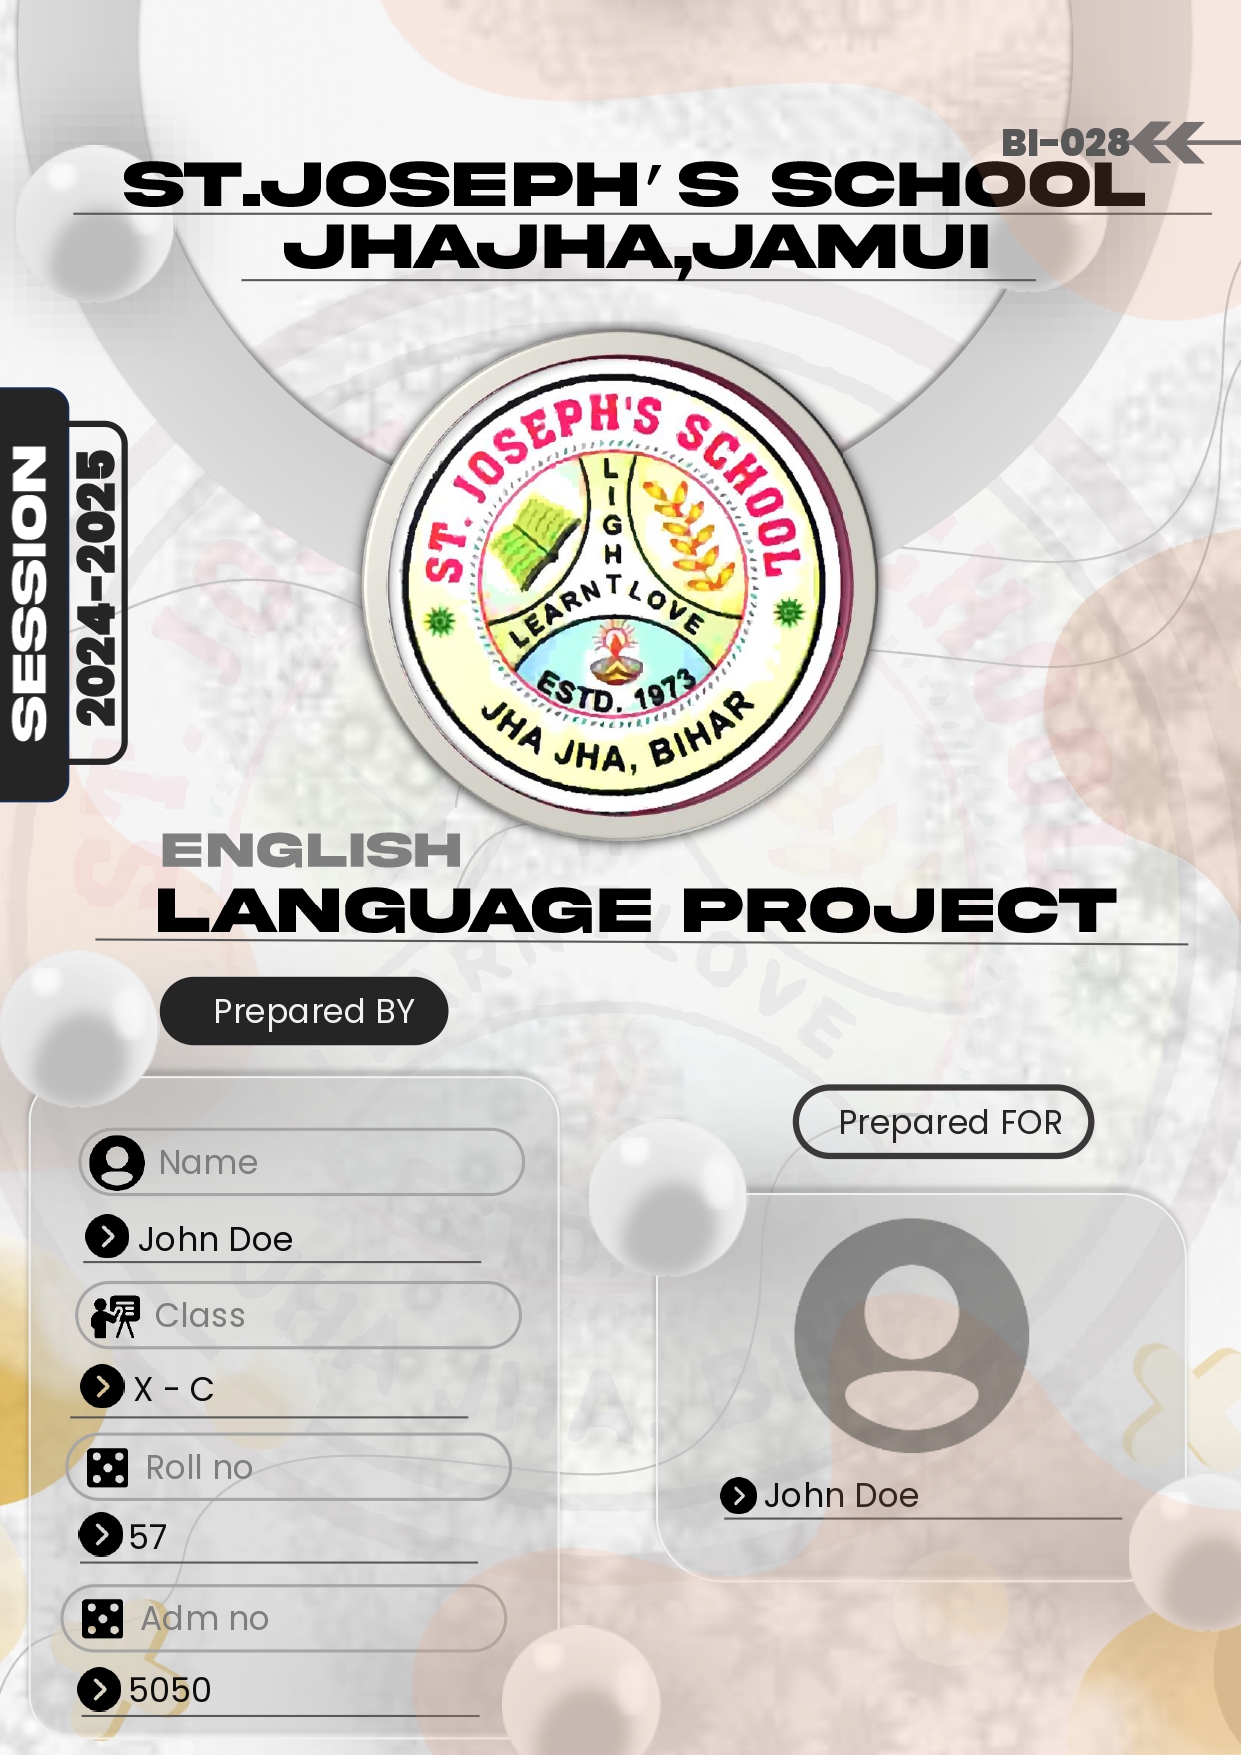 BI-028
ST.JOSEPH'S SCHOOL
JHAJHA,JAMUI
SESSION
2024-2025
ST. JOSEPH'S SCHOOL
LIGHT
LEARN LOVE
ESTD. 1973
JHA JHA, BIHAR
ENGLISH
LANGUAGE PROJECT
Prepared BY
Name
John Doe
Class
X - C
Roll no
57
Adm no
5050
Prepared FOR
John Doe